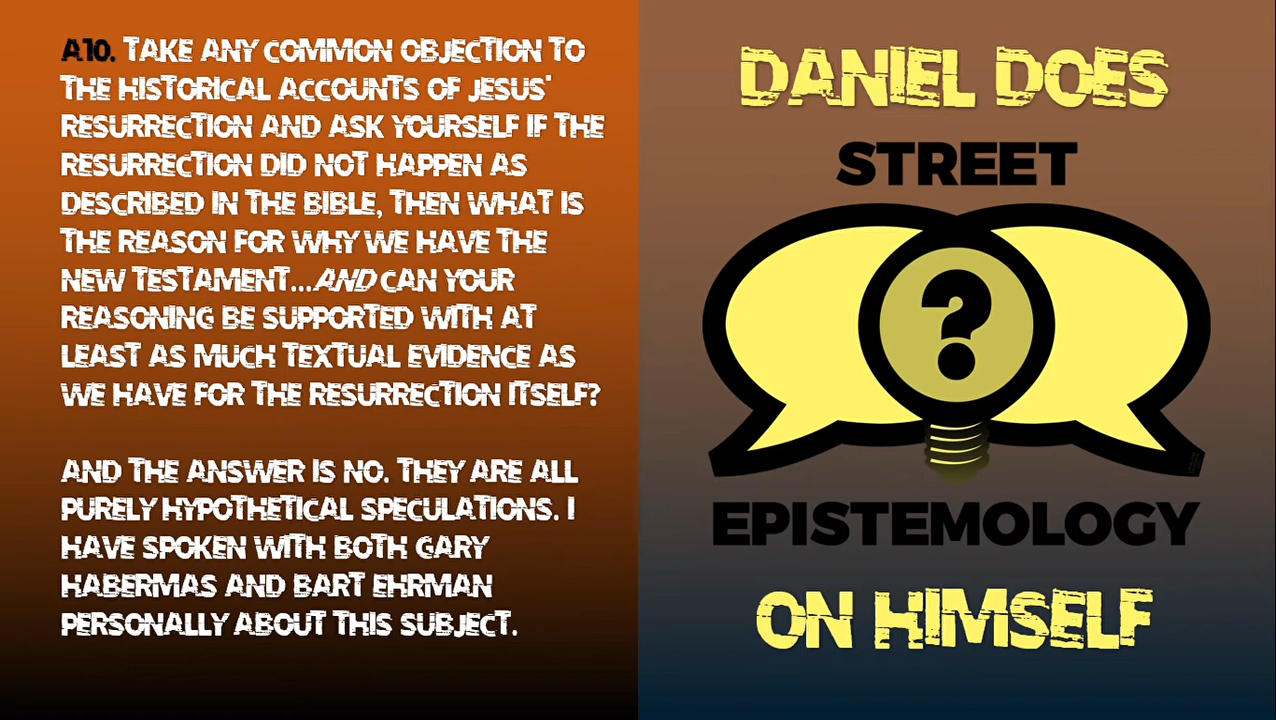 A10. TAKE ANY COMMON OBJECTION TO
THE HISTORICAL ACCOUNTS OF JESUS'
RESURRECTION AND ASK YOURSELF IF THE
RESURRECTION DID NOT HAPPEN AS
DESCRIBED IN THE BIBLE, THEN WHAT IS
THE REASON FOR WHY WE HAVE THE
NEW TESTAMENT...AND CAN YOUR
REASONING BE SUPPORTED WITH AT
LEAST AS MUCH TEXTUAL EVIDENCE AS
WE HAVE FOR THE RESURRECTION ITSELF?
AND THE ANSWER IS NO. THEY ARE ALL
PURELY HYPOTHETICAL SPECULATIONS. I
HAVE SPOKEN WITH BOTH GARY
HABERMAS AND BART EHRMAN
PERSONALLY ABOUT THIS SUBJECT.
DANIEL DOES
STREET
?
EPISTEMOLOGY
ON HIMSELF